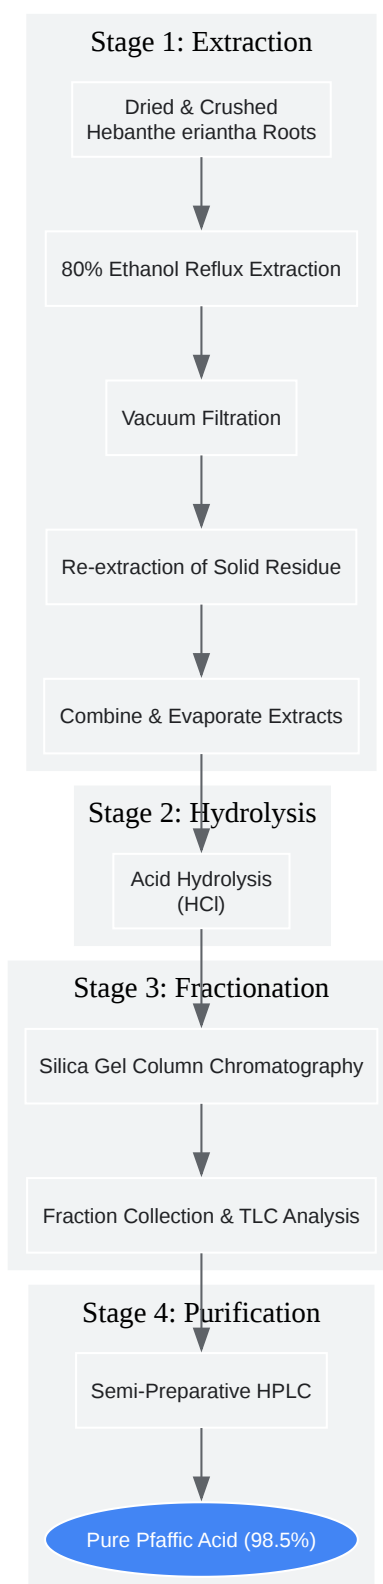 Stage 1: Extraction
Dried & Crushed
Hebanthe eriantha Roots
80% Ethanol Reflux Extraction
Vacuum Filtration
Re-extraction of Solid Residue
Combine & Evaporate Extracts
Stage 2: Hydrolysis
Acid Hydrolysis
(HCl)
Stage 3: Fractionation
Silica Gel Column Chromatography
Fraction Collection & TLC Analysis
Stage 4: Purification
Semi-Preparative HPLC
Pure Pfaffic Acid (98.5%)